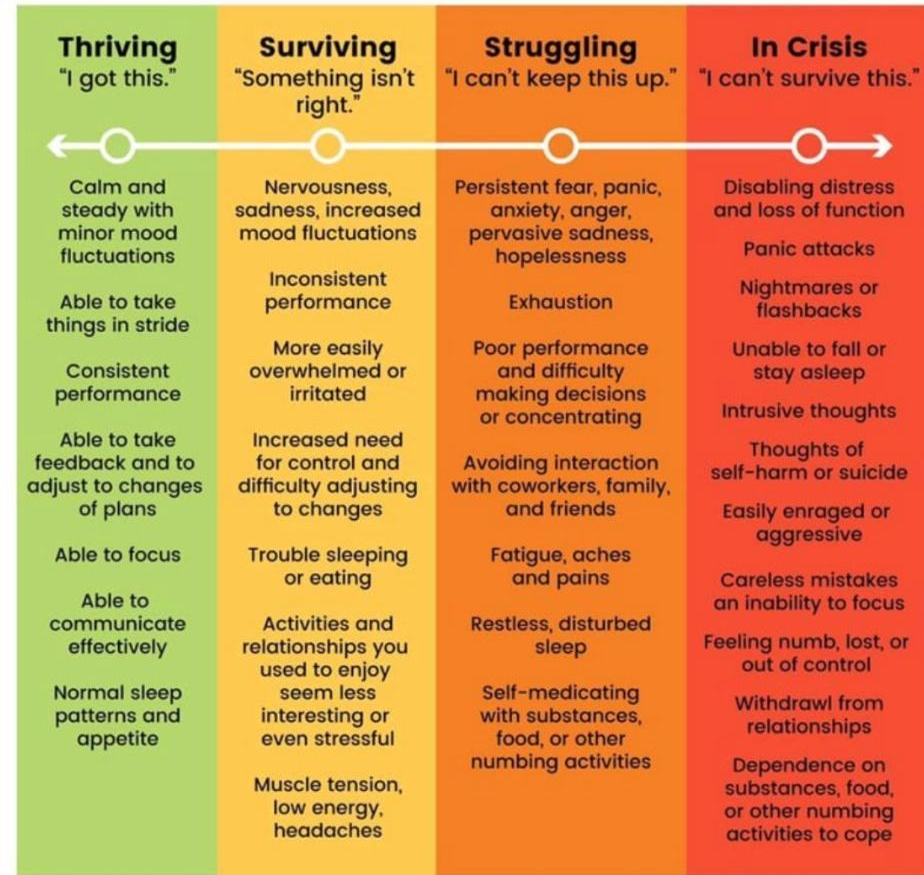 Thriving
“I got this.”
Calm and
steady with
minor mood
fluctuations
Able to take
things in stride
Consistent
performance
Able to take
feedback and to
adjust to changes
of plans
Able to focus
Able to
communicate
effectively
Normal sleep
patterns and
appetite
Surviving
“Something isn’t
right.”
Nervousness,
sadness, increased
mood fluctuations
Inconsistent
performance
More easily
overwhelmed or
irritated
Increased need
for control and
difficulty adjusting
to changes
Trouble sleeping
or eating
Activities and
relationships you
used to enjoy
seem less
interesting or
even stressful
Muscle tension,
low energy,
headaches
Struggling
“I can’t keep this up.”
Persistent fear, panic,
anxiety, anger,
pervasive sadness,
hopelessness
Exhaustion
Poor performance
and difficulty
making decisions
or concentrating
Avoiding interaction
with coworkers, family,
and friends
Fatigue, aches
and pains
Restless, disturbed
sleep
Self-medicating
with substances,
food, or other
numbing activities
In Crisis
“I can’t survive this.”
Disabling distress
and loss of function
Panic attacks
Nightmares or
flashbacks
Unable to fall or
stay asleep
Intrusive thoughts
Thoughts of
self-harm or suicide
Easily enraged or
aggressive
Careless mistakes
an inability to focus
Feeling numb, lost, or
out of control
Withdrawl from
relationships
Dependence on
substances, food,
or other numbing
activities to cope